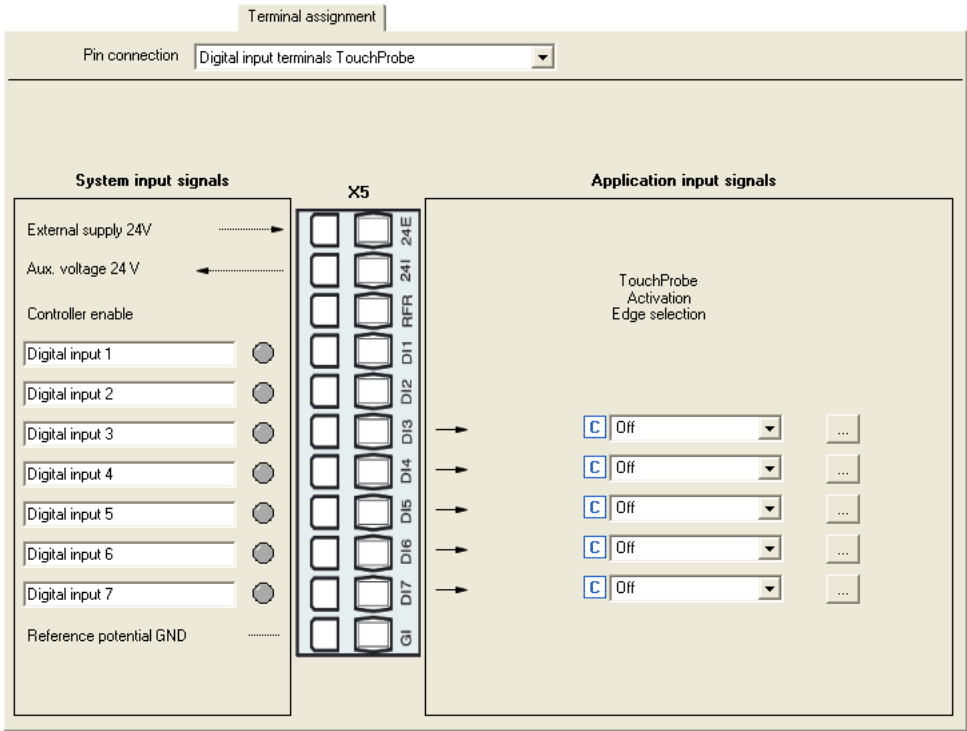 Terminal assignment
Pin connection
Digital input terminals TouchProbe
System input signals
X5
Application input signals
External supply 24V
24E
Aux. voltage 24 V
24I
TouchProbe
Activation
Edge selection
Controller enable
RFR
Digital input 1
DI1
Digital input 2
DI2
Digital input 3
DI3
C Off ...
Digital input 4
DI4
C Off ...
Digital input 5
DI5
C Off ...
Digital input 6
DI6
C Off ...
Digital input 7
DI7
C Off ...
Reference potential GND
GI